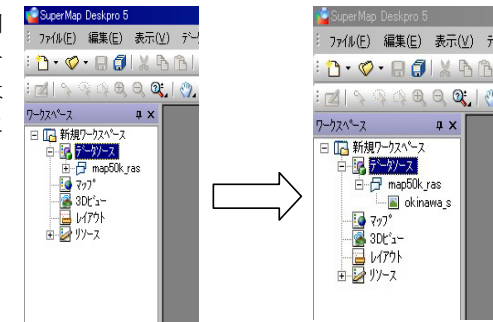 SuperMap Deskpro 5
ファイル(F) 編集(E) 表示(V)
ワークスペース
新規ワークスペース
データソース
map50k_ras
マップ
3Dビュー
レイアウト
リソース
SuperMap Deskpro 5
ファイル(F) 編集(E) 表示(V)
ワークスペース
新規ワークスペース
データソース
map50k_ras
okinawa_s
マップ
3Dビュー
レイアウト
リソース